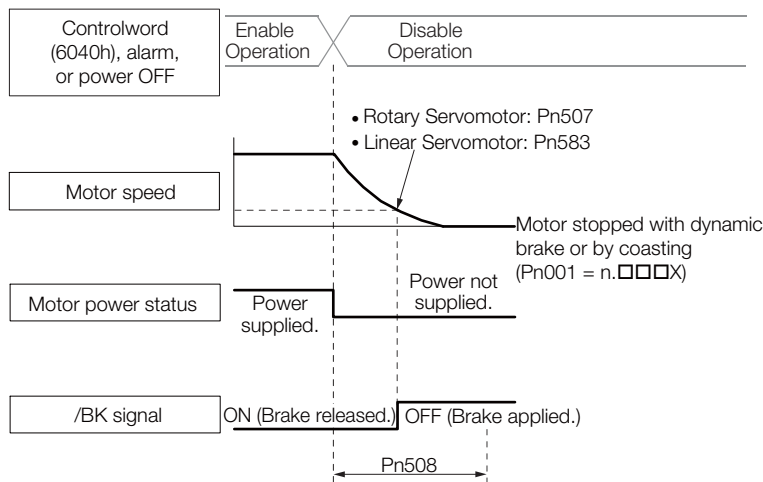 Controlword
(6040h), alarm,
or power OFF
Enable
Operation
Disable
Operation
• Rotary Servomotor: Pn507
• Linear Servomotor: Pn583
Motor speed
Motor stopped with dynamic
brake or by coasting
(Pn001 = n.□□□X)
Motor power status
Power
supplied.
Power not
supplied.
/BK signal
ON (Brake released.)
OFF (Brake applied.)
Pn508